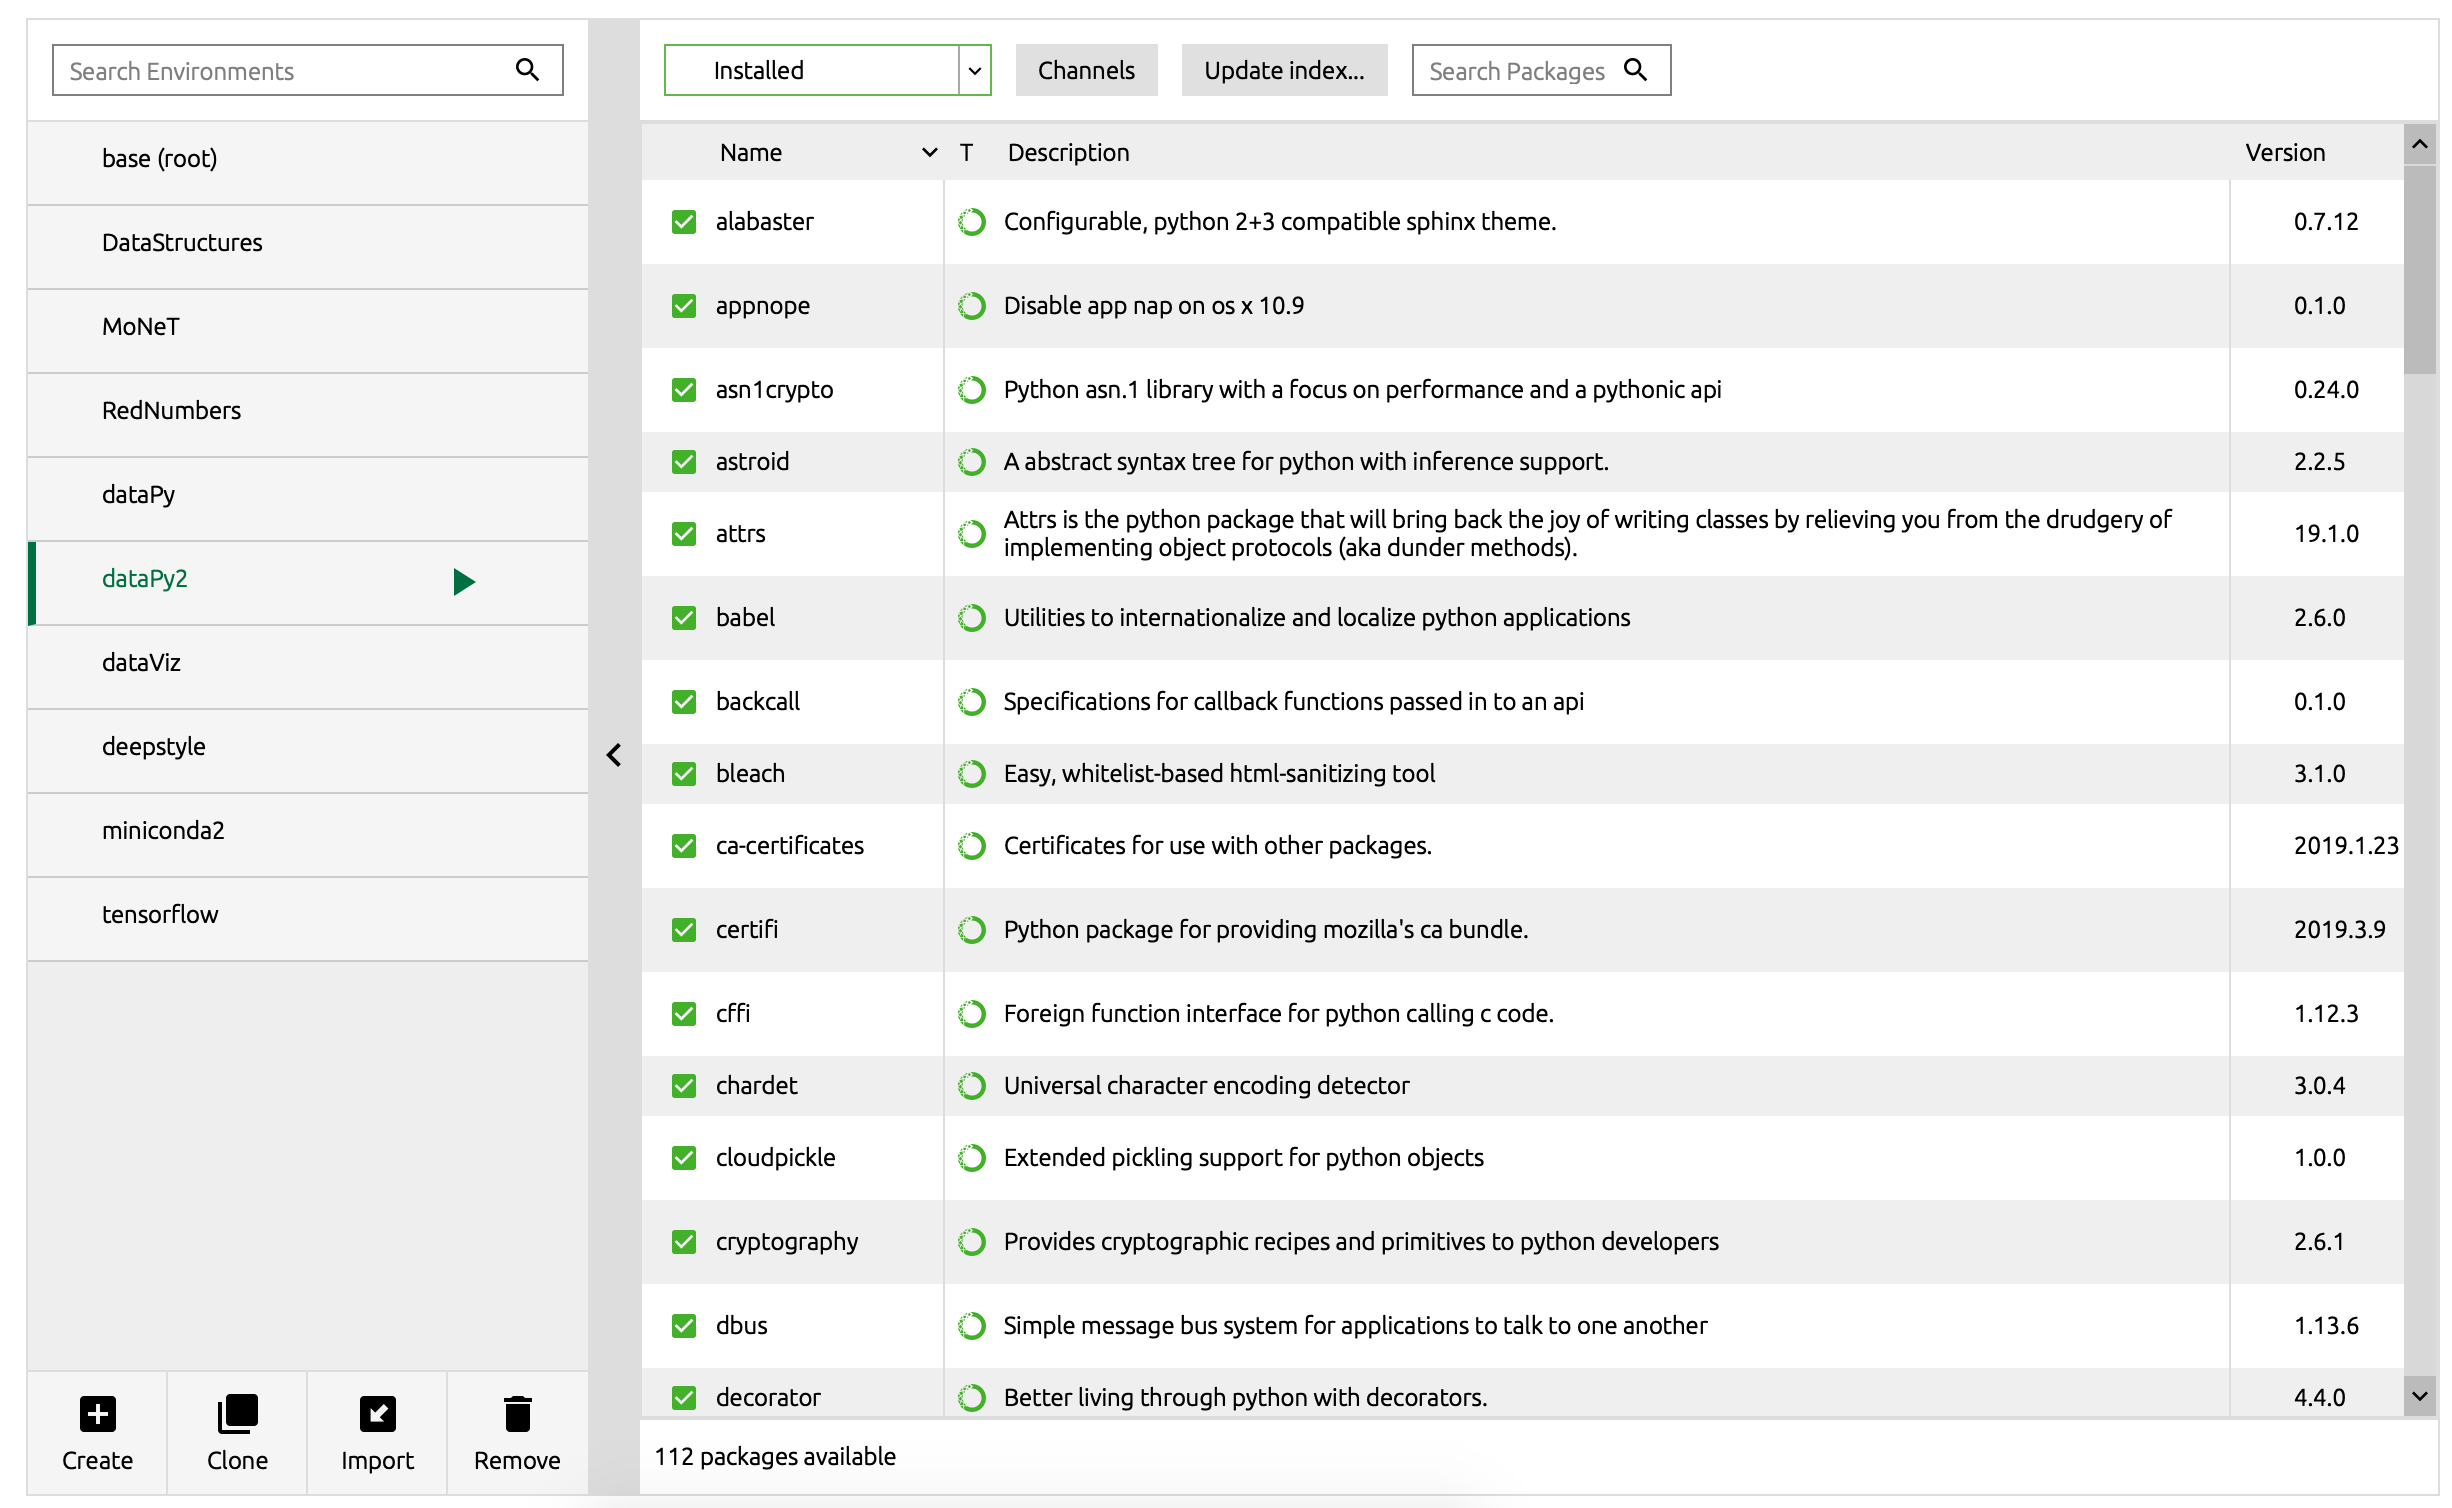 Search Environments
base (root)
DataStructures
MoNeT
RedNumbers
dataPy
dataPy2
dataViz
deepstyle
miniconda2
tensorflow
Create Clone Import Remove
Installed Channels Update index... Search Packages
Name T Description Version
alabaster Configurable, python 2+3 compatible sphinx theme. 0.7.12
appnope Disable app nap on os x 10.9 0.1.0
asn1crypto Python asn.1 library with a focus on performance and a pythonic api 0.24.0
astroid A abstract syntax tree for python with inference support. 2.2.5
attrs Attrs is the python package that will bring back the joy of writing classes by relieving you from the drudgery of 19.1.0
implementing object protocols (aka dunder methods).
babel Utilities to internationalize and localize python applications 2.6.0
backcall Specifications for callback functions passed in to an api 0.1.0
bleach Easy, whitelist-based html-sanitizing tool 3.1.0
ca-certificates Certificates for use with other packages. 2019.1.23
certifi Python package for providing mozilla's ca bundle. 2019.3.9
cffi Foreign function interface for python calling c code. 1.12.3
chardet Universal character encoding detector 3.0.4
cloudpickle Extended pickling support for python objects 1.0.0
cryptography Provides cryptographic recipes and primitives to python developers 2.6.1
dbus Simple message bus system for applications to talk to one another 1.13.6
decorator Better living through python with decorators. 4.4.0
112 packages available